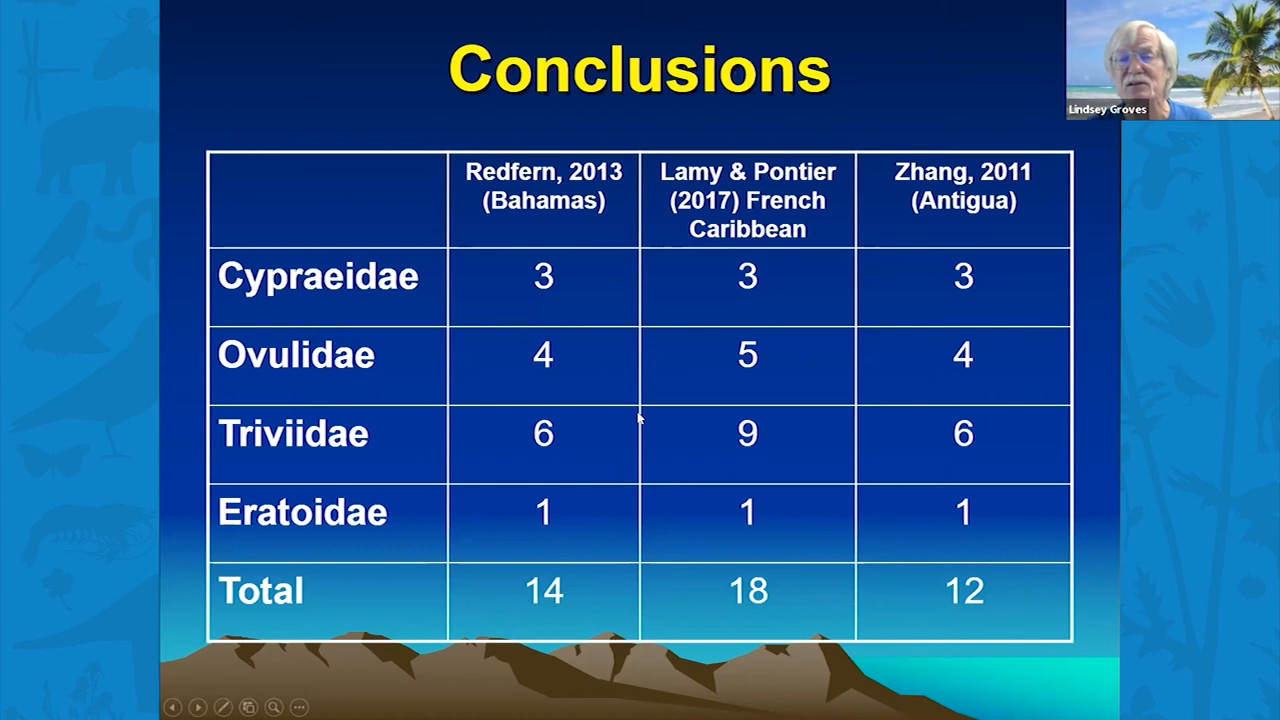 Conclusions
Lindsey Groves
Redfern, 2013
(Bahamas)
Lamy & Pontier
(2017) French
Caribbean
Zhang, 2011
(Antigua)
Cypraeidae 3 3 3
Ovulidae 4 5 4
Triviidae 6 9 6
Eratoidae 1 1 1
Total 14 18 12